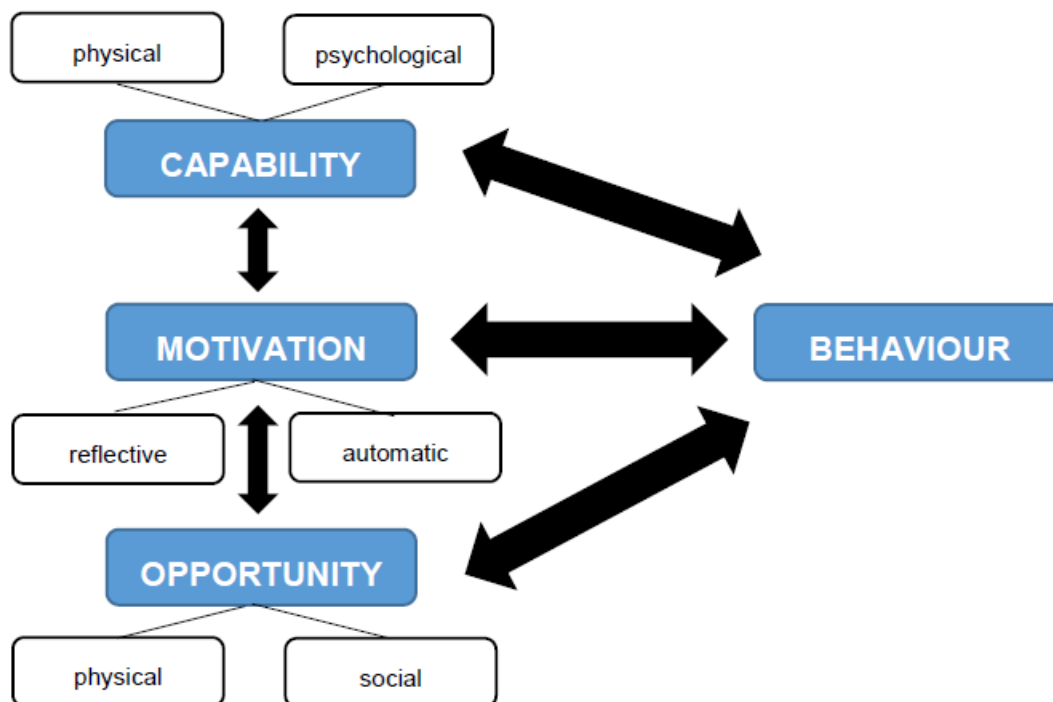 physical
psychological
CAPABILITY
MOTIVATION
BEHAVIOUR
reflective
automatic
OPPORTUNITY
physical
social